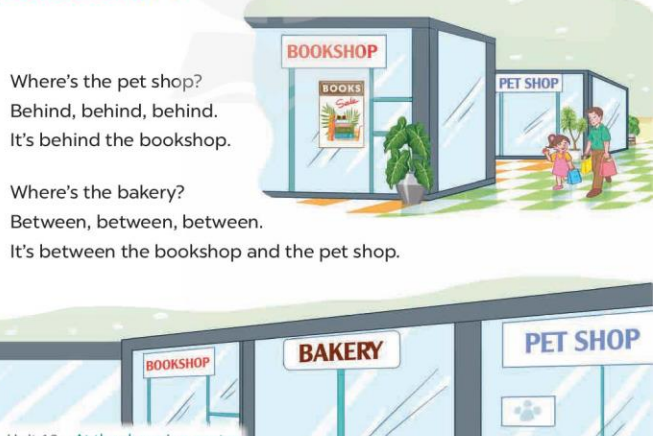 BOOKSHOP
BOOKS
Sale
PET SHOP
Where's the pet shop?
Behind, behind, behind.
It's behind the bookshop.
Where's the bakery?
Between, between, between.
It's between the bookshop and the pet shop.
BOOKSHOP
BAKERY
PET SHOP